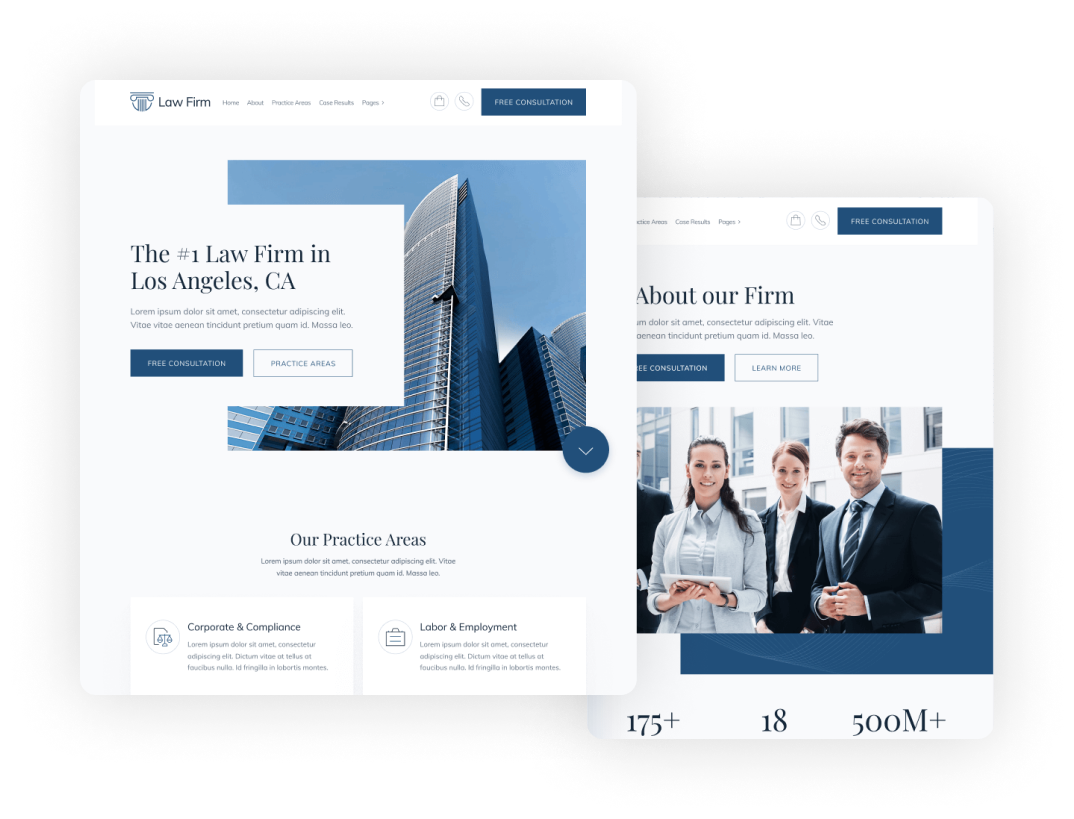 Law Firm
Home About Practice Areas Case Results Pages
FREE CONSULTATION
The #1 Law Firm in
Los Angeles, CA
Lorem ipsum dolor sit amet, consectetur adipiscing elit.
Vitae vitae aenean tincidunt pretium quam id. Massa leo.
FREE CONSULTATION PRACTICE AREAS
Our Practice Areas
Lorem ipsum dolor sit amet, consectetur adipiscing elit. Vitae
vitae aenean tincidunt pretium quam id. Massa leo.
Corporate & Compliance
Lorem ipsum dolor sit amet, consectetur
adipiscing elit. Dictum vitae at tellus at
faucibus nulla. Id fringilla in lobortis montes.
Labor & Employment
Lorem ipsum dolor sit amet, consectetur
adipiscing elit. Dictum vitae at tellus at
faucibus nulla. Id fringilla in lobortis montes.
Areas Case Results Pages
FREE CONSULTATION
About our Firm
dolor sit amet, consectetur adipiscing elit. Vitae
aenean tincidunt pretium quam id. Massa leo.
CONSULTATION LEARN MORE
175+ 18 500M+